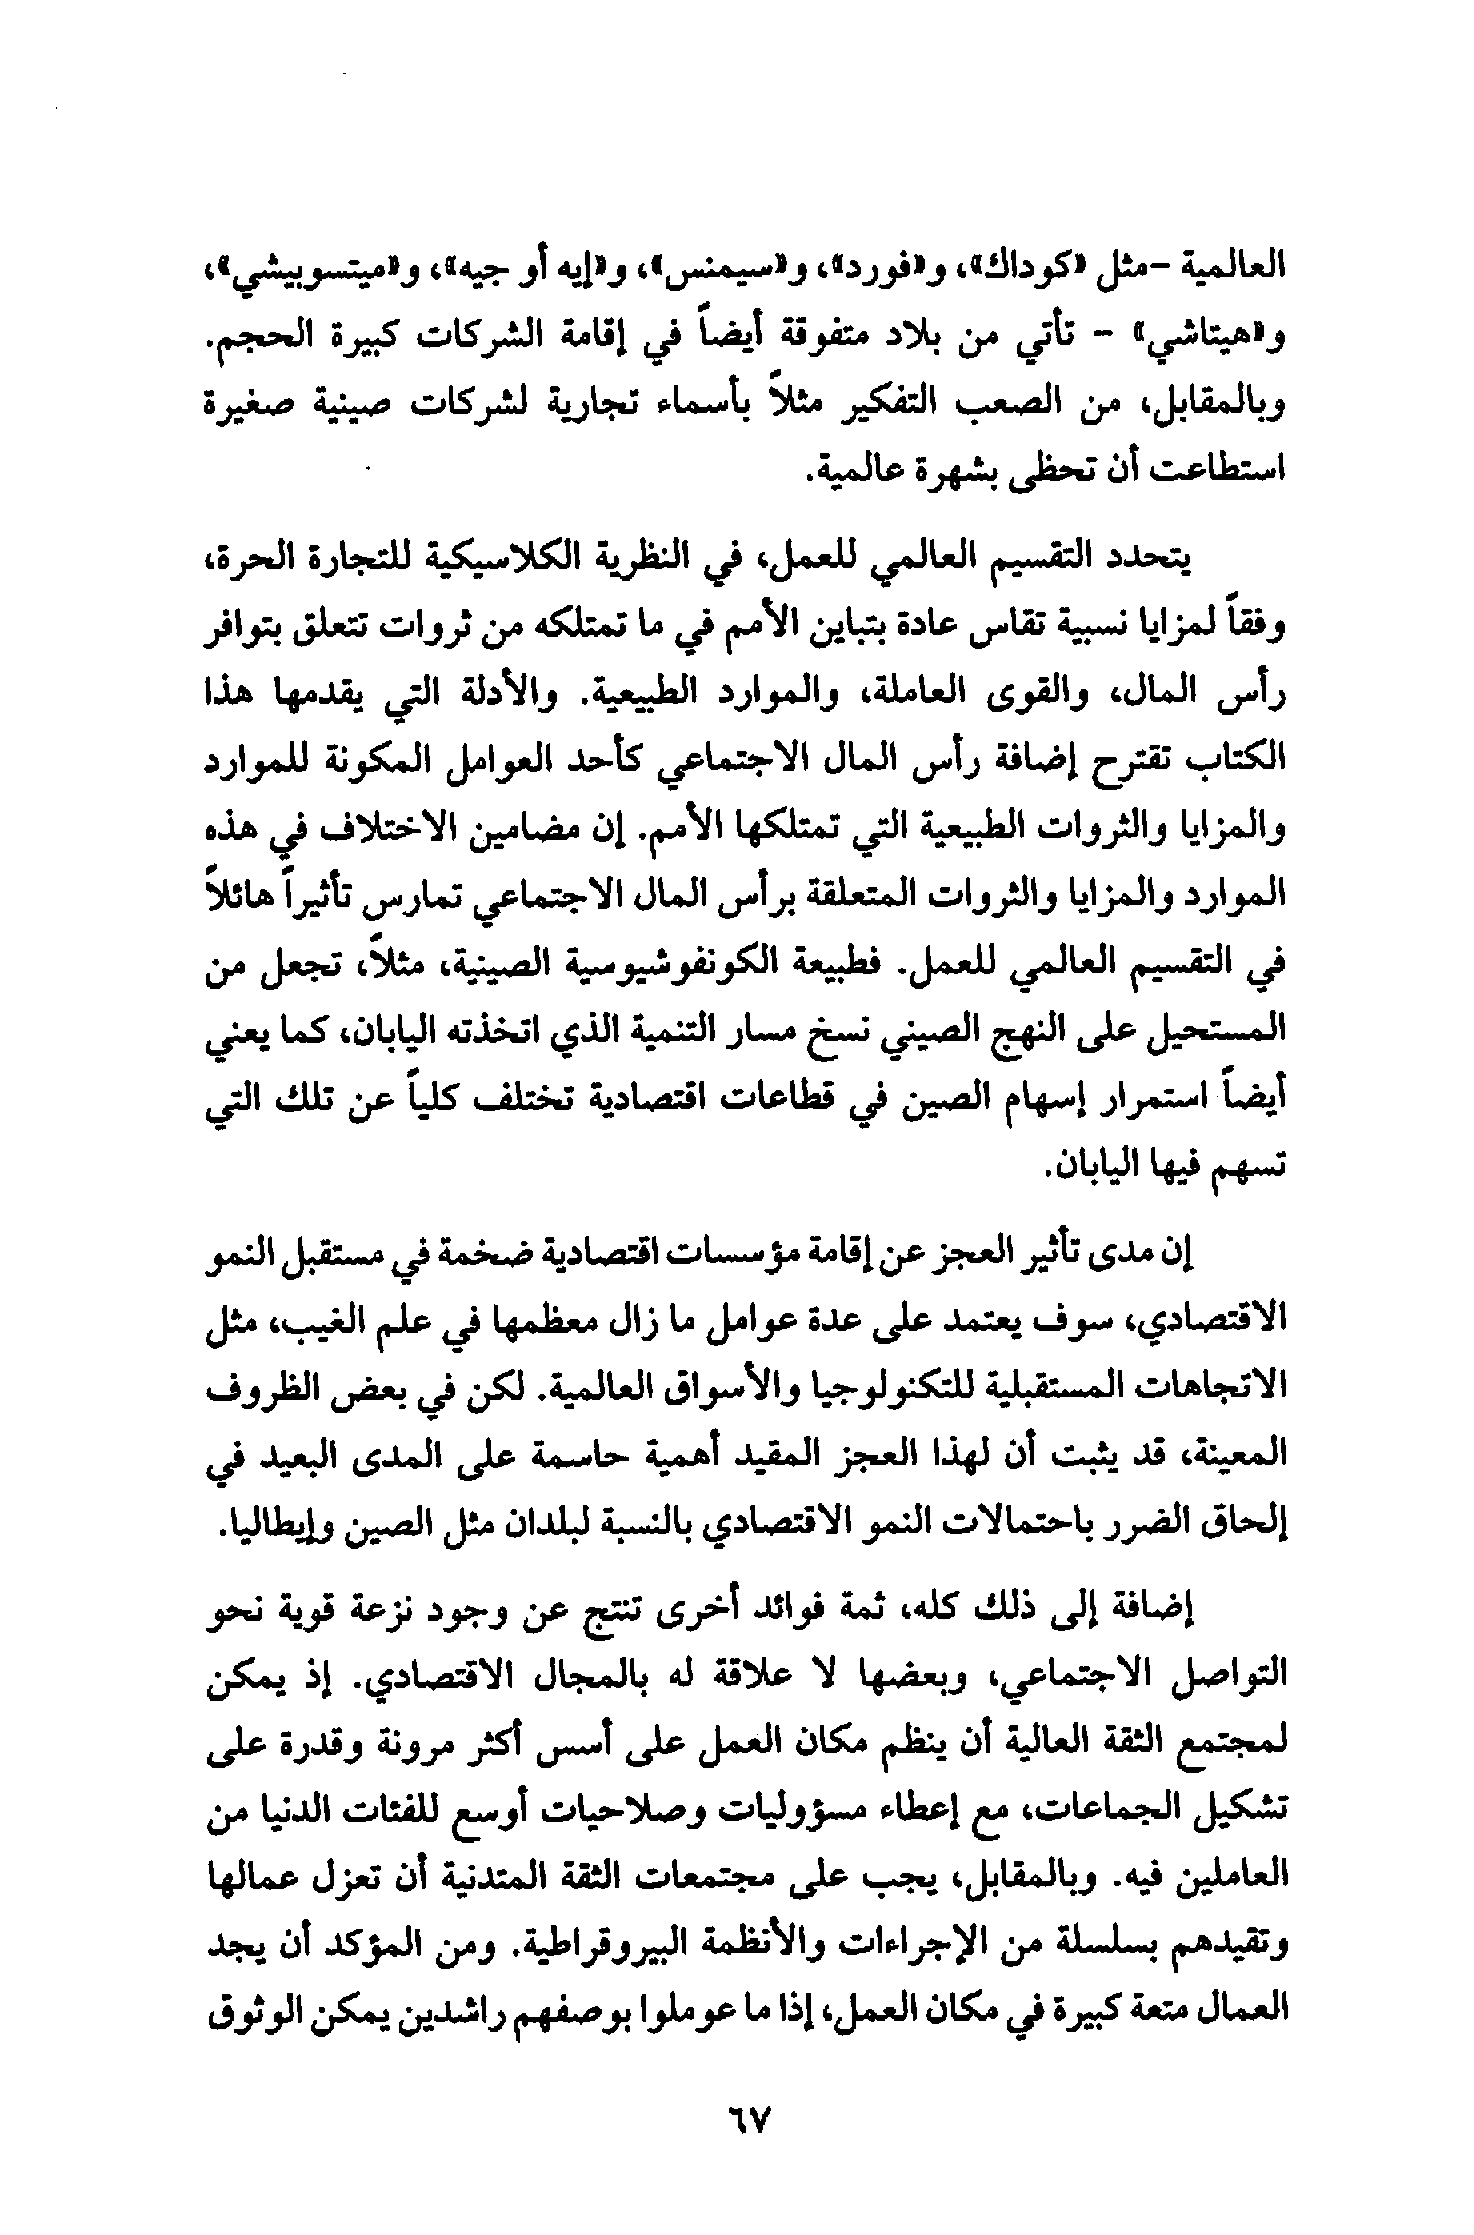 العالمية -مثل «كوداك»، و«فورد»، و«سيمنس»، و«إيه أو جيه»، و«ميتسوبيشي»،
و«هيتاشي» - تأتي من بلاد متفوقة أيضاً في إقامة الشركات كبيرة الحجم.
وبالمقابل، من الصعب التفكير مثلاً بأسماء تجارية لشركات صينية صغيرة
استطاعت أن تحظى بشهرة عالمية.
يتحدد التقسيم العالمي للعمل، في النظرية الكلاسيكية للتجارة الحرة،
وفقاً لمزايا نسبية تقاس عادة بتباين الأمم في ما تمتلكه من ثروات تتعلق بتوافر
رأس المال، والقوى العاملة، والموارد الطبيعية. والأدلة التي يقدمها هذا
الكتاب تقترح إضافة رأس المال الاجتماعي كأحد العوامل المكونة للموارد
والمزايا والثروات الطبيعية التي تمتلكها الأمم. إن مضامين الاختلاف في هذه
الموارد والمزايا والثروات المتعلقة برأس المال الاجتماعي تمارس تأثيراً هائلاً
في التقسيم العالمي للعمل. فطبيعة الكونفوشيوسية الصينية، مثلاً، تجعل من
المستحيل على النهج الصيني نسخ مسار التنمية الذي اتخذته اليابان، كما يعني
أيضاً استمرار إسهام الصين في قطاعات اقتصادية تختلف كلياً عن تلك التي
تسهم فيها اليابان.
إن مدى تأثير العجز عن إقامة مؤسسات اقتصادية ضخمة في مستقبل النمو
الاقتصادي، سوف يعتمد على عدة عوامل ما زال معظمها في علم الغيب، مثل
الاتجاهات المستقبلية للتكنولوجيا والأسواق العالمية. لكن في بعض الظروف
المعينة، قد يثبت أن لهذا العجز المقيد أهمية حاسمة على المدى البعيد في
إلحاق الضرر باحتمالات النمو الاقتصادي بالنسبة لبلدان مثل الصين وإيطاليا.
إضافة إلى ذلك كله، ثمة فوائد أخرى تنتج عن وجود نزعة قوية نحو
التواصل الاجتماعي، وبعضها لا علاقة له بالمجال الاقتصادي. إذ يمكن
لمجتمع الثقة العالية أن ينظم مكان العمل على أسس أكثر مرونة وقدرة على
تشكيل الجماعات، مع إعطاء مسؤوليات وصلاحيات أوسع للفئات الدنيا من
العاملين فيه. وبالمقابل، يجب على مجتمعات الثقة المتدنية أن تعزل عمالها
وتقيدهم بسلسلة من الإجراءات والأنظمة البيروقراطية. ومن المؤكد أن يجد
العمال متعة كبيرة في مكان العمل، إذا ما عوملوا بوصفهم راشدين يمكن الوثوق
٦٧